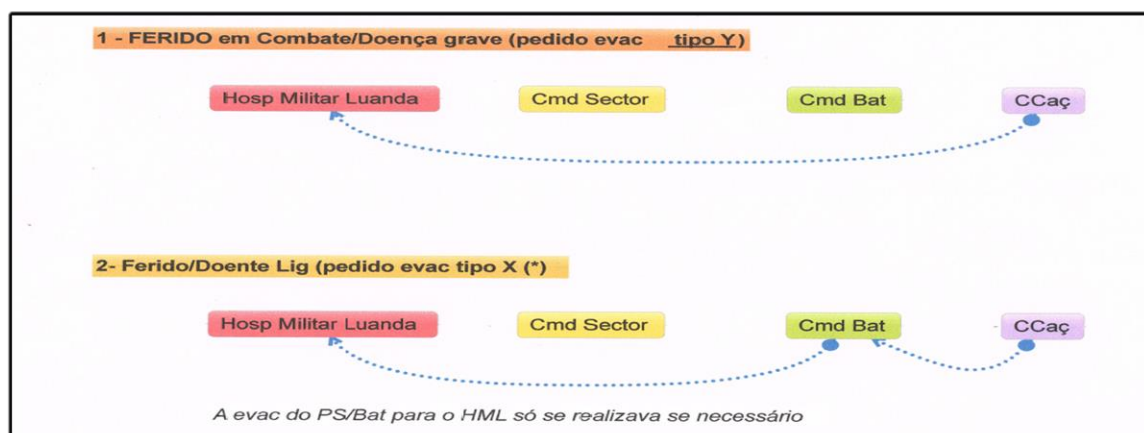 1 - FERIDO em Combate/Doença grave (pedido evac tipo Y)
Hosp Militar Luanda Cmd Sector Cmd Bat CCaç
2- Ferido/Doente Lig (pedido evac tipo X (*)
Hosp Militar Luanda Cmd Sector Cmd Bat CCaç
A evac do PS/Bat para o HML só se realizava se necessário